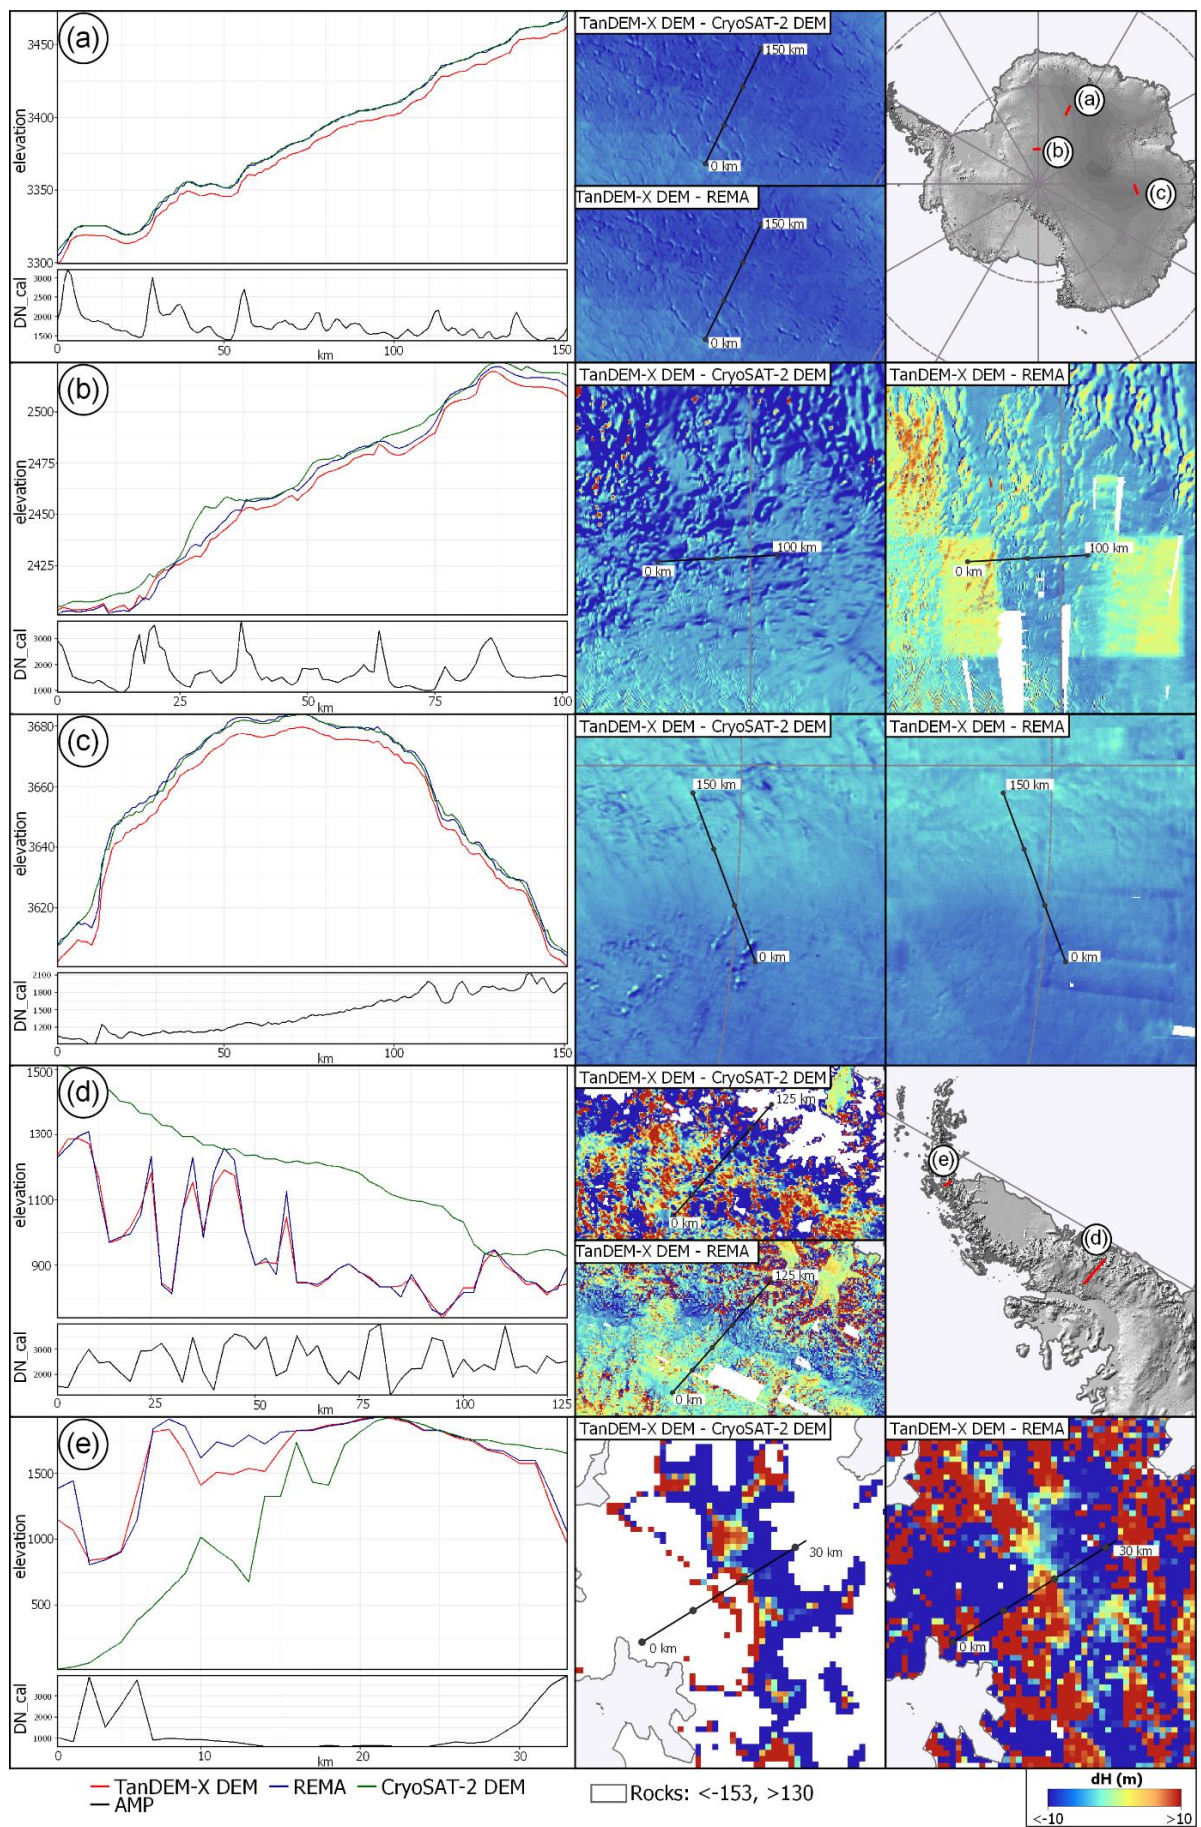 (a)
elevation
3450
3400
3350
3300
DN_cal
3000
2500
2000
1500
0 50 100 150
km
TanDEM-X DEM - CryoSAT-2 DEM
150 km
0 km
TanDEM-X DEM - REMA
150 km
0 km
(a)
(b)
(c)
(b)
elevation
2500
2475
2450
2425
DN_cal
3000
2000
1000
0 25 50 75 100
km
TanDEM-X DEM - CryoSAT-2 DEM
0 km
100 km
TanDEM-X DEM - REMA
0 km
100 km
(c)
elevation
3680
3660
3640
3620
DN_cal
2100
1800
1500
1200
0 50 100 150
km
TanDEM-X DEM - CryoSAT-2 DEM
150 km
0 km
TanDEM-X DEM - REMA
150 km
0 km
(d)
elevation
1500
1300
1100
900
DN_cal
3000
2000
0 25 50 75 100 125
km
TanDEM-X DEM - CryoSAT-2 DEM
125 km
0 km
TanDEM-X DEM - REMA
125 km
0 km
(e)
(d)
(e)
elevation
1500
1000
500
DN_cal
3000
2000
1000
0 10 20 30
km
TanDEM-X DEM - CryoSAT-2 DEM
30 km
0 km
TanDEM-X DEM - REMA
30 km
0 km
TanDEM-X DEM REMA CryoSAT-2 DEM
AMP
Rocks: <-153, >130
dH (m)
<-10 >10